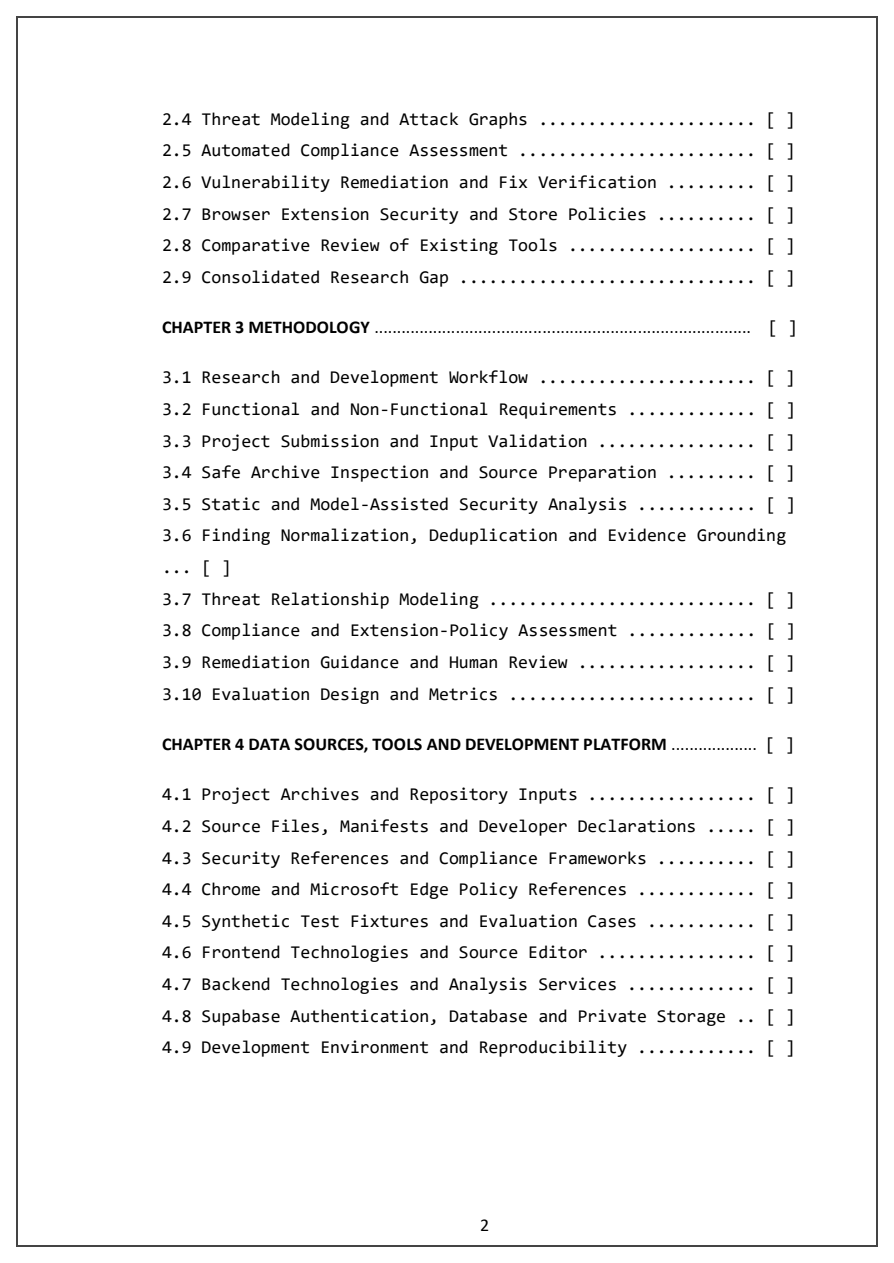 2.4 Threat Modeling and Attack Graphs ...................... [ ]
2.5 Automated Compliance Assessment ........................ [ ]
2.6 Vulnerability Remediation and Fix Verification ......... [ ]
2.7 Browser Extension Security and Store Policies .......... [ ]
2.8 Comparative Review of Existing Tools ................... [ ]
2.9 Consolidated Research Gap .............................. [ ]
CHAPTER 3 METHODOLOGY ................................................................................... [ ]
3.1 Research and Development Workflow ...................... [ ]
3.2 Functional and Non-Functional Requirements ............. [ ]
3.3 Project Submission and Input Validation ................ [ ]
3.4 Safe Archive Inspection and Source Preparation ......... [ ]
3.5 Static and Model-Assisted Security Analysis ............ [ ]
3.6 Finding Normalization, Deduplication and Evidence Grounding
... [ ]
3.7 Threat Relationship Modeling ........................... [ ]
3.8 Compliance and Extension-Policy Assessment ............. [ ]
3.9 Remediation Guidance and Human Review .................. [ ]
3.10 Evaluation Design and Metrics ......................... [ ]
CHAPTER 4 DATA SOURCES, TOOLS AND DEVELOPMENT PLATFORM ................... [ ]
4.1 Project Archives and Repository Inputs ................. [ ]
4.2 Source Files, Manifests and Developer Declarations ..... [ ]
4.3 Security References and Compliance Frameworks .......... [ ]
4.4 Chrome and Microsoft Edge Policy References ............ [ ]
4.5 Synthetic Test Fixtures and Evaluation Cases ........... [ ]
4.6 Frontend Technologies and Source Editor ................ [ ]
4.7 Backend Technologies and Analysis Services ............. [ ]
4.8 Supabase Authentication, Database and Private Storage .. [ ]
4.9 Development Environment and Reproducibility ............ [ ]
2